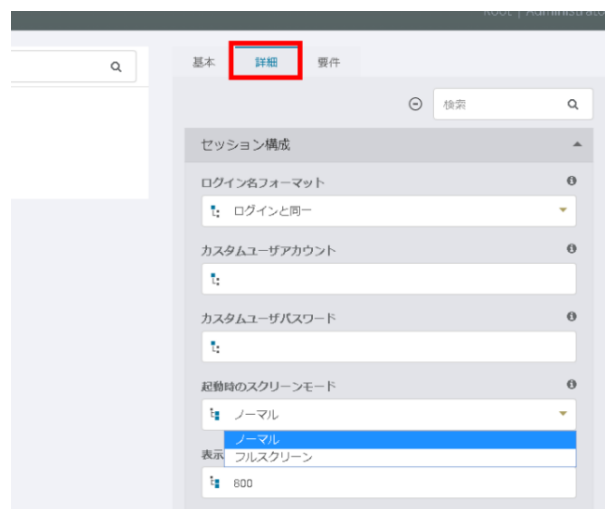 Root | Administrato
基本 詳細 要件
検索
セッション構成
ログイン名フォーマット
ログインと同一
カスタムユーザアカウント
カスタムユーザパスワード
起動時のスクリーンモード
ノーマル
ノーマル
表示
フルスクリーン
800